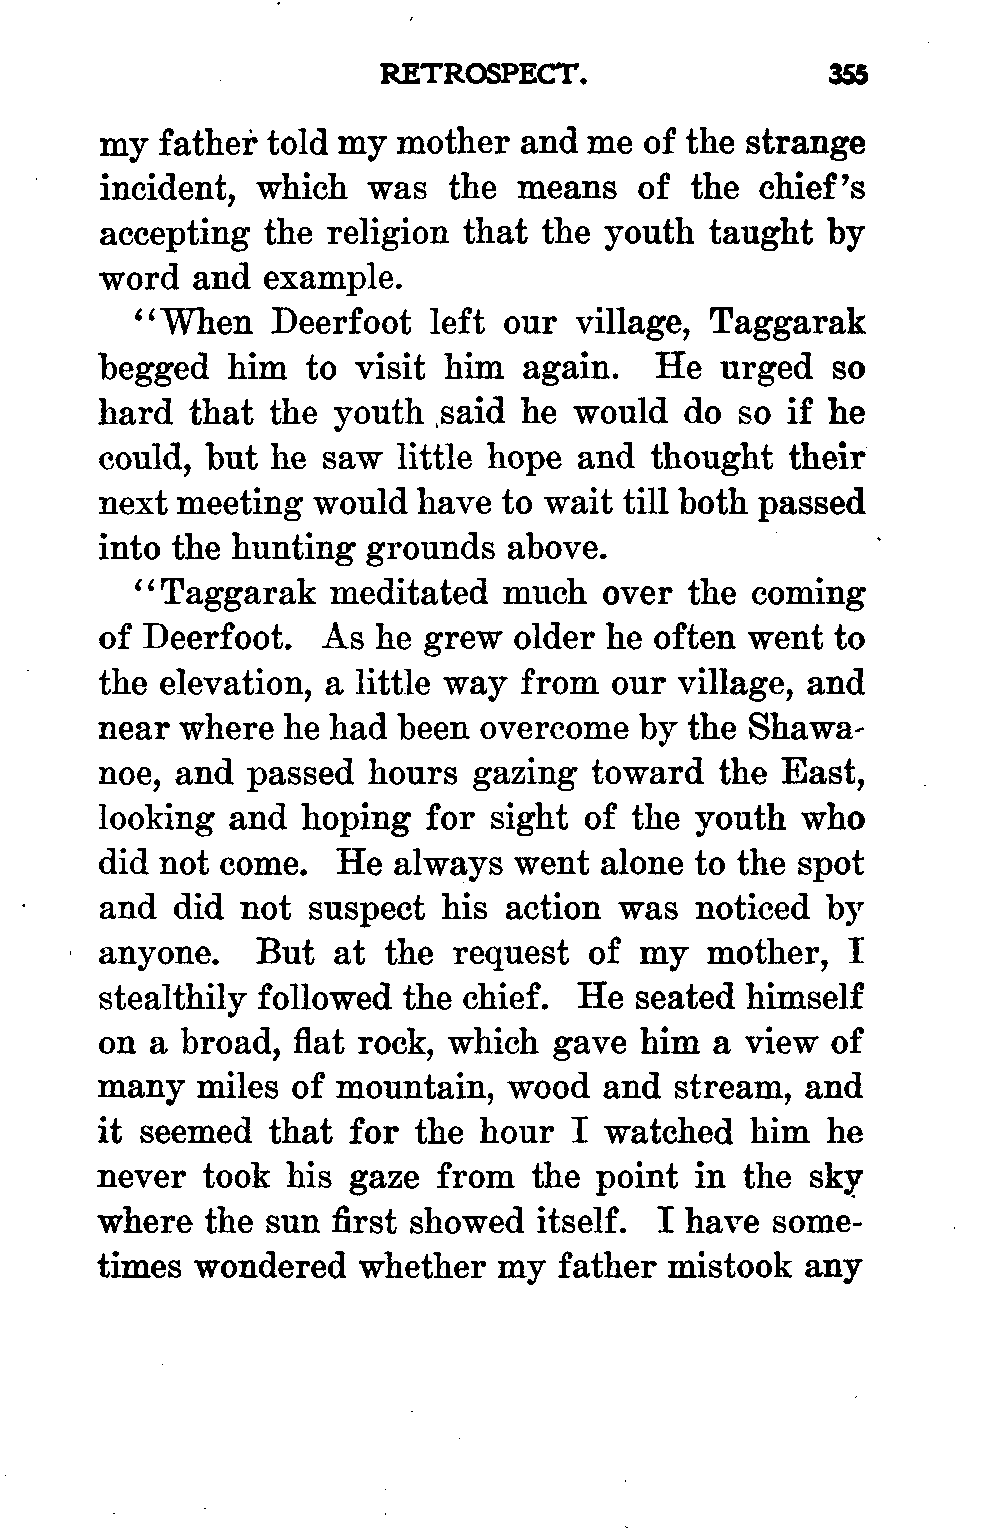 RETROSPECT. 355
my father told my mother and me of the strange
incident, which was the means of the chief's
accepting the religion that the youth taught by
word and example.
“When Deerfoot left our village, Taggarak
begged him to visit him again. He urged so
hard that the youth said he would do so if he
could, but he saw little hope and thought their
next meeting would have to wait till both passed
into the hunting grounds above.
“Taggarak meditated much over the coming
of Deerfoot. As he grew older he often went to
the elevation, a little way from our village, and
near where he had been overcome by the Shawa-
noe, and passed hours gazing toward the East,
looking and hoping for sight of the youth who
did not come. He always went alone to the spot
and did not suspect his action was noticed by
anyone. But at the request of my mother, I
stealthily followed the chief. He seated himself
on a broad, flat rock, which gave him a view of
many miles of mountain, wood and stream, and
it seemed that for the hour I watched him he
never took his gaze from the point in the sky
where the sun first showed itself. I have some-
times wondered whether my father mistook any